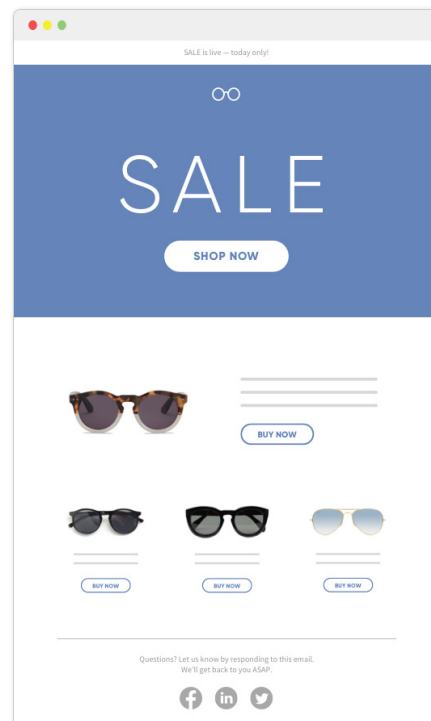 SALE is live — today only!
SALE
SHOP NOW
BUY NOW
BUY NOW
BUY NOW
BUY NOW
Questions? Let us know by responding to this email.
We'll get back to you ASAP.